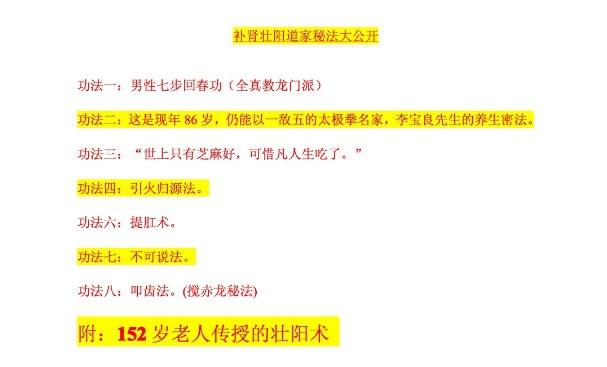 补肾壮阳道家秘法大公开
功法一：男性七步回春功（全真教龙门派）
功法二：这是现年 86 岁，仍能以一敌五的太极拳名家，李宝良先生的养生密法。
功法三：“世上只有芝麻好，可惜凡人生吃了。”
功法四：引火归源法。
功法六：提肛术。
功法七：不可说法。
功法八：叩齿法。(搅赤龙秘法)
附：152 岁老人传授的壮阳术